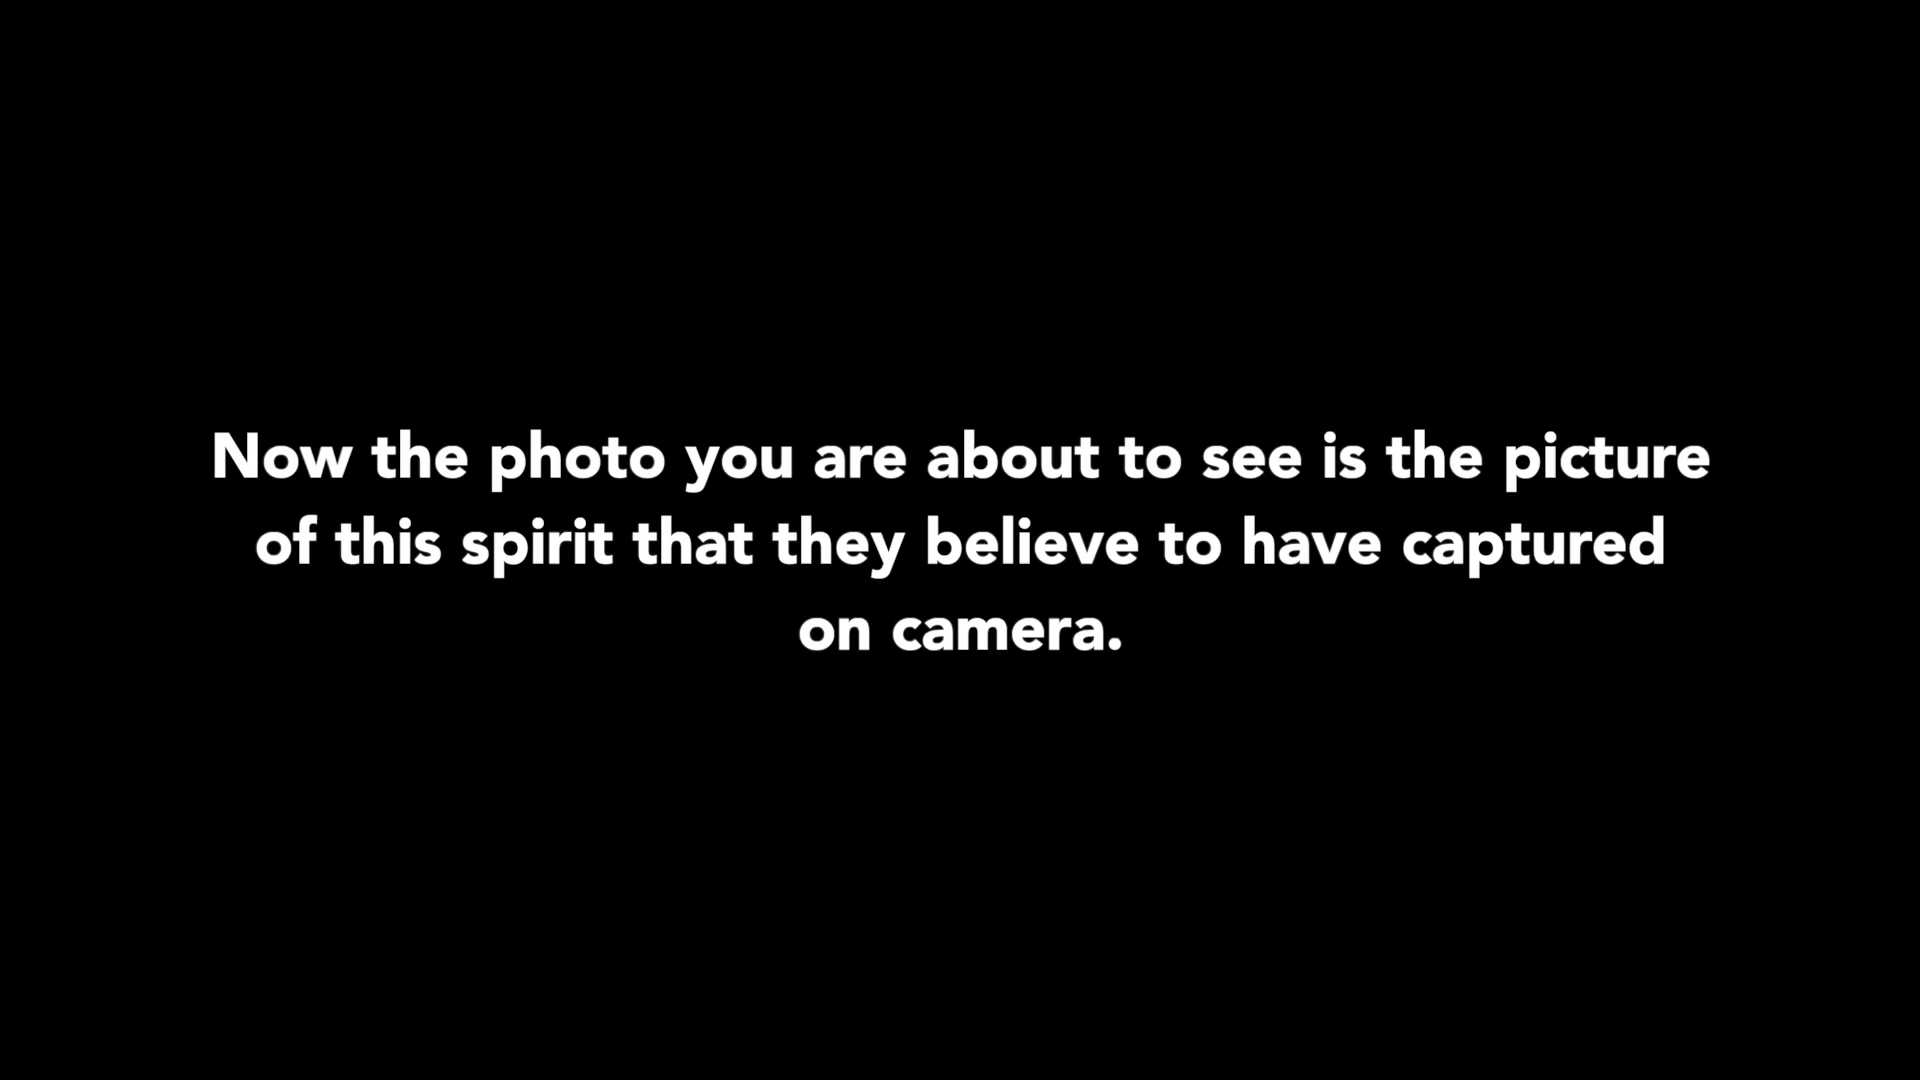 Now the photo you are about to see is the picture
of this spirit that they believe to have captured
on camera.